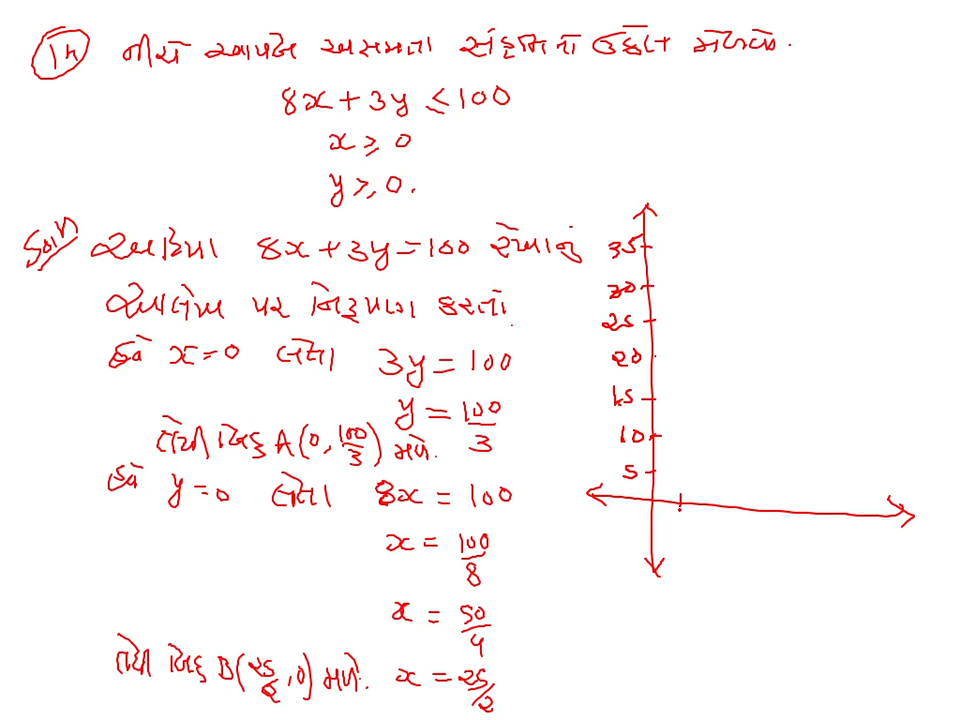 (14) નીચે આપેલ અસમતા સંહતિનો ઉકેલ મેળવો.
8x + 3y ≤ 100
x ≥ 0
y ≥ 0.
Soln 8x + 3y = 100 રેખાનું
આલેખ પર નિરૂપણ કરતાં
હવે x = 0 લેતાં 3y = 100
y = 100/3
તેથી બિંદુ A(0, 100/3) મળે.
હવે y = 0 લેતાં 8x = 100
x = 100/8
x = 50/4
તેથી બિંદુ B(25/2, 0) મળે. x = 25/2
35
30
25
20
15
10
5